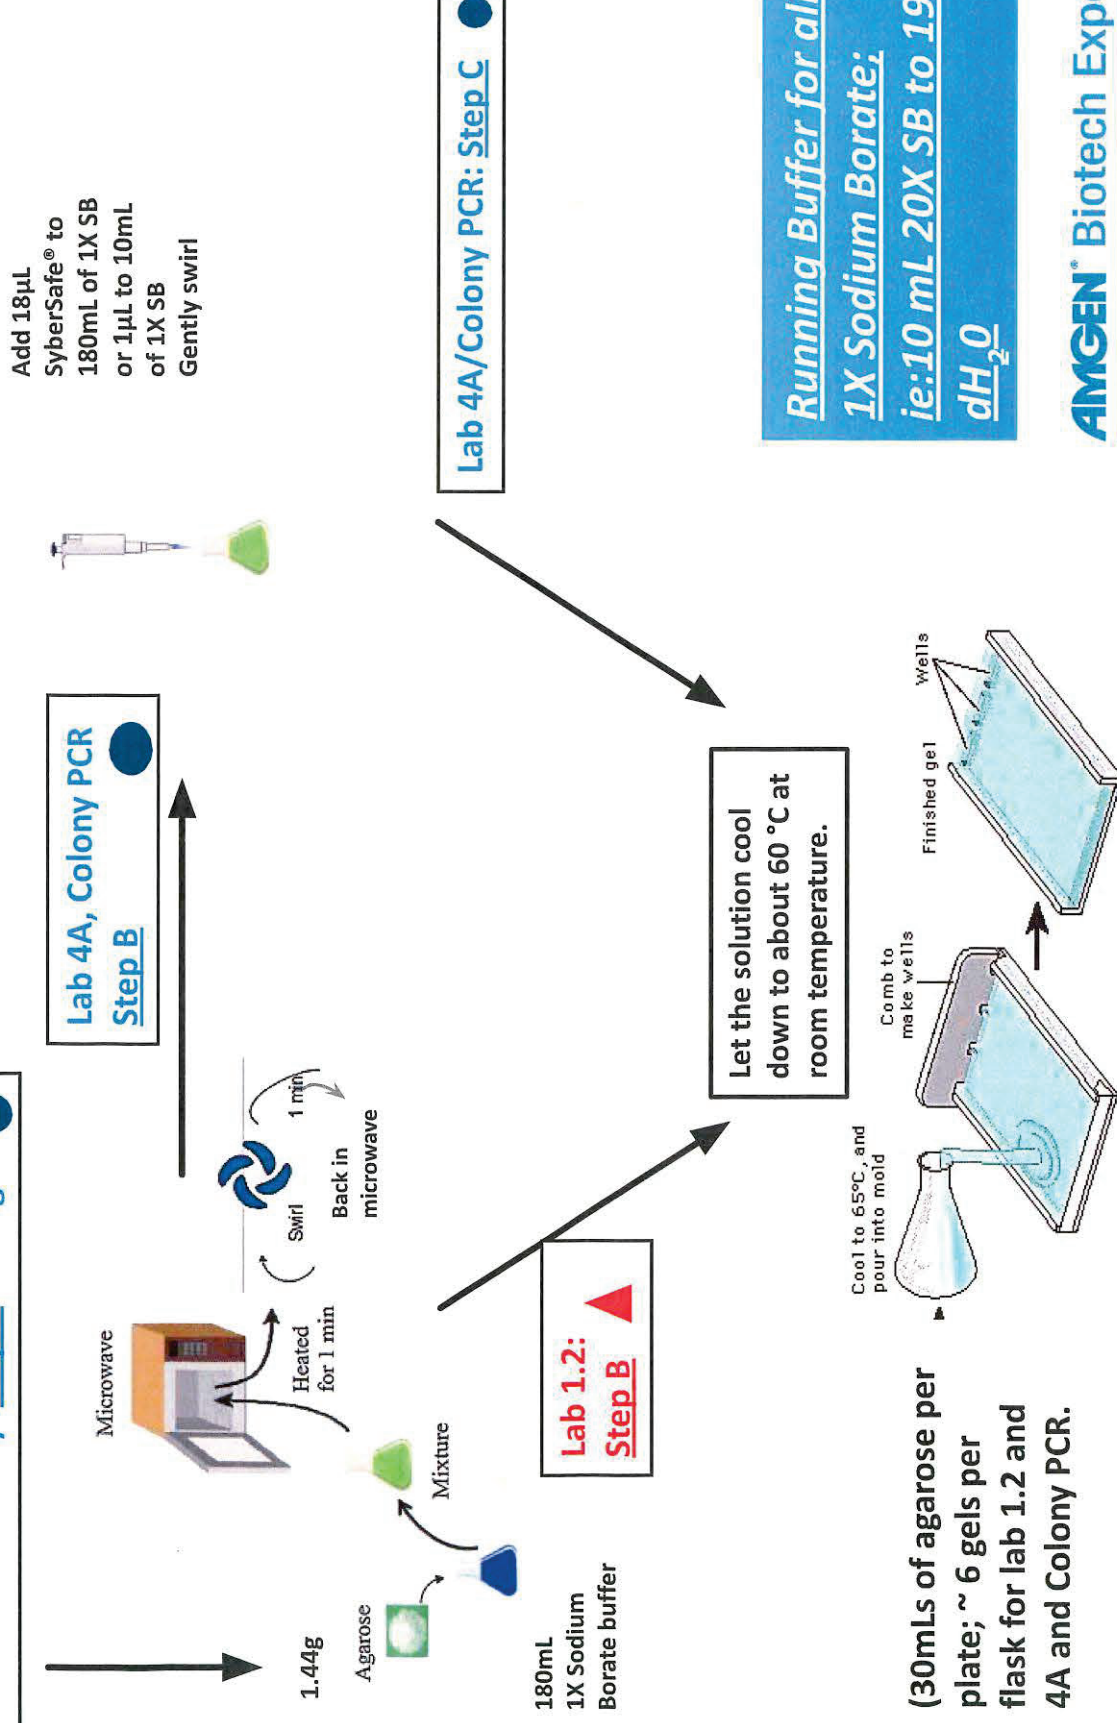 1.44g
Agarose
180mL
1X Sodium
Borate buffer
Mixture
Microwave
Heated
for 1 min
Swirl
1 min
Back in
microwave
Lab 4A, Colony PCR
Step B
Add 18µL
SyberSafe® to
180mL of 1X SB
or 1µL to 10mL
of 1X SB
Gently swirl
Lab 4A/Colony PCR: Step C
Lab 1.2:
Step B
Let the solution cool
down to about 60 °C at
room temperature.
(30mLs of agarose per
plate; ~ 6 gels per
flask for lab 1.2 and
4A and Colony PCR.
Cool to 65°C, and
pour into mold
Comb to
make wells
Finished gel
Wells
Running Buffer for all
1X Sodium Borate;
ie:10 mL 20X SB to 19
dH20
AMGEN® Biotech Expe